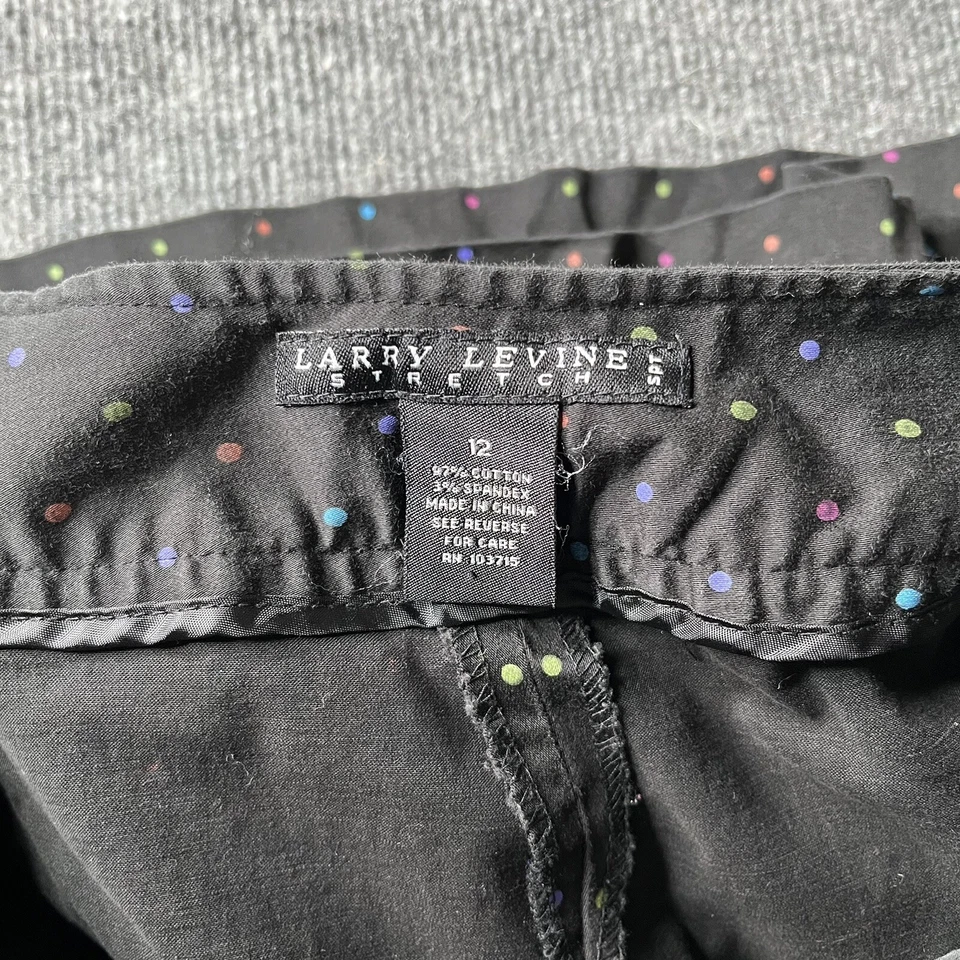 LARRY LEVINE
STRETCH
SPT
12
97% COTTON
3% SPANDEX
MADE IN CHINA
SEE REVERSE
FOR CARE
RN 103715